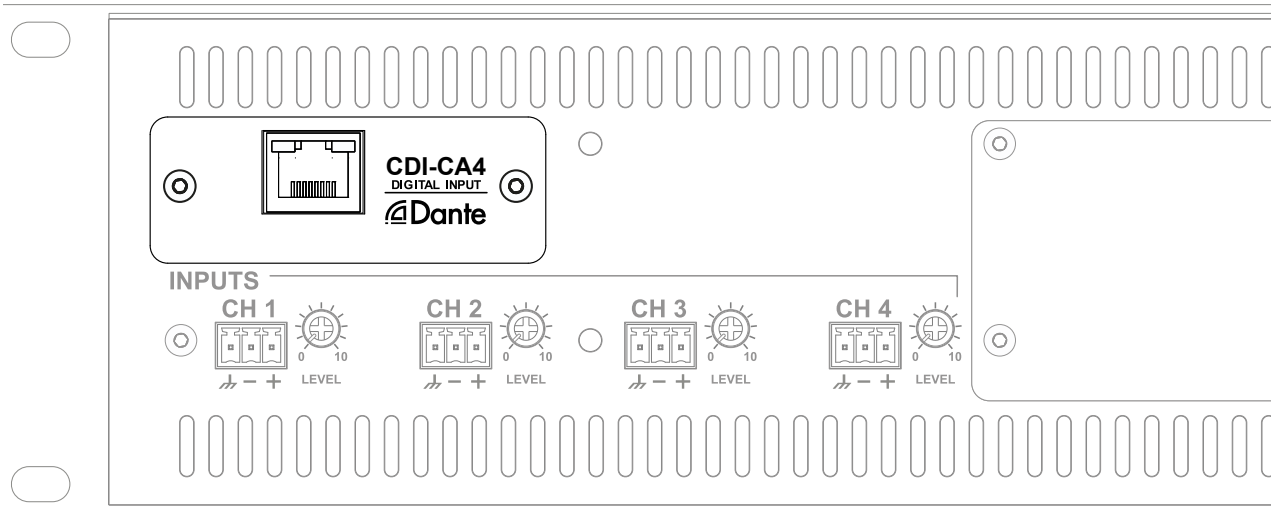 CDI-CA4
DIGITAL INPUT
Dante
INPUTS
CH 1
CH 2
CH 3
CH 4
0 10
0 10
0 10
0 10
− +
− +
− +
− +
LEVEL
LEVEL
LEVEL
LEVEL